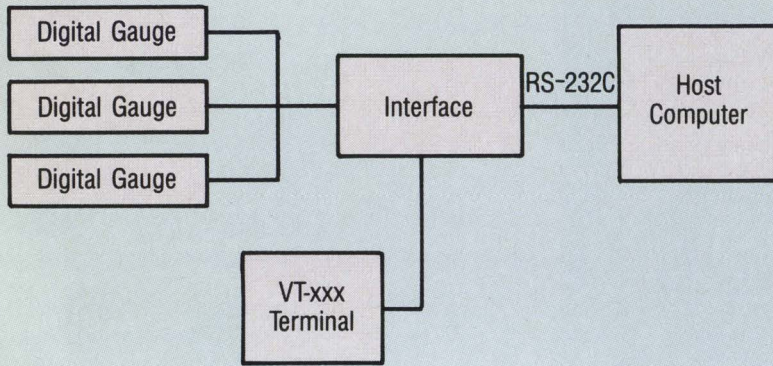 Digital Gauge
Digital Gauge
Digital Gauge
Interface
RS-232C
Host
Computer
VT-xxx
Terminal